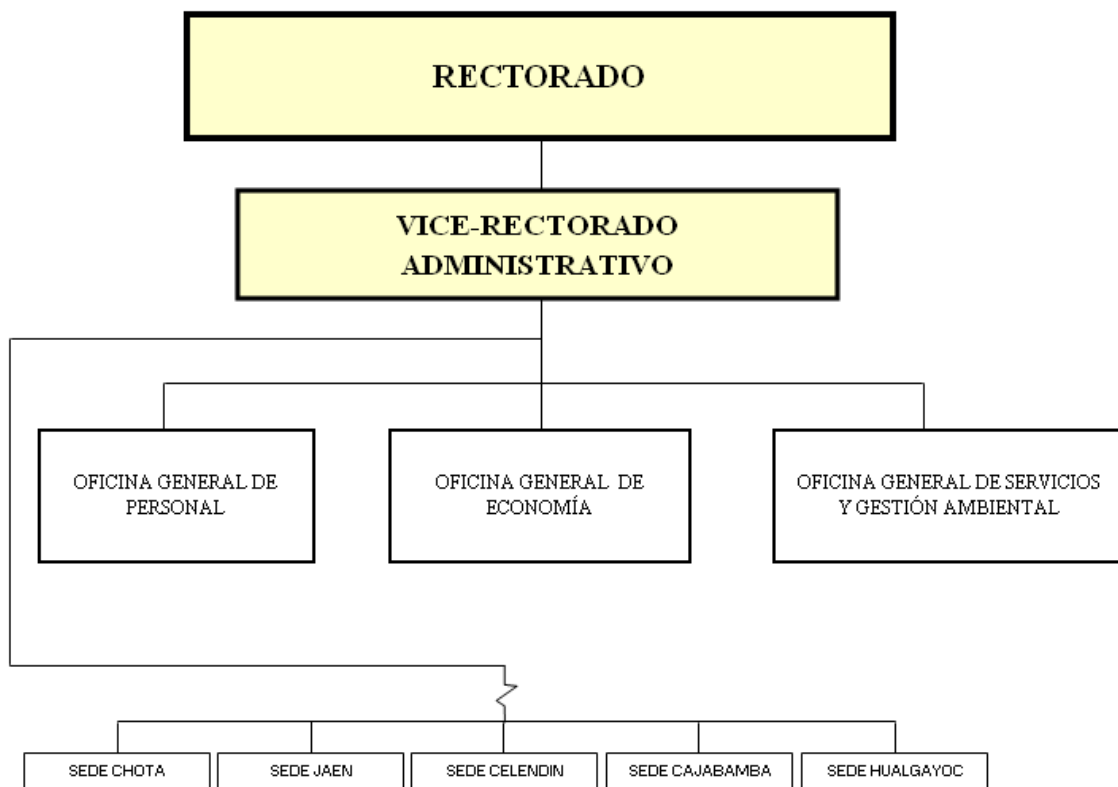 RECTORADO
VICE-RECTORADO
ADMINISTRATIVO
OFICINA GENERAL DE
PERSONAL
OFICINA GENERAL DE
ECONOMÍA
OFICINA GENERAL DE SERVICIOS
Y GESTIÓN AMBIENTAL
SEDE CHOTA
SEDE JAEN
SEDE CELENDIN
SEDE CAJABAMBA
SEDE HUALGAYOC